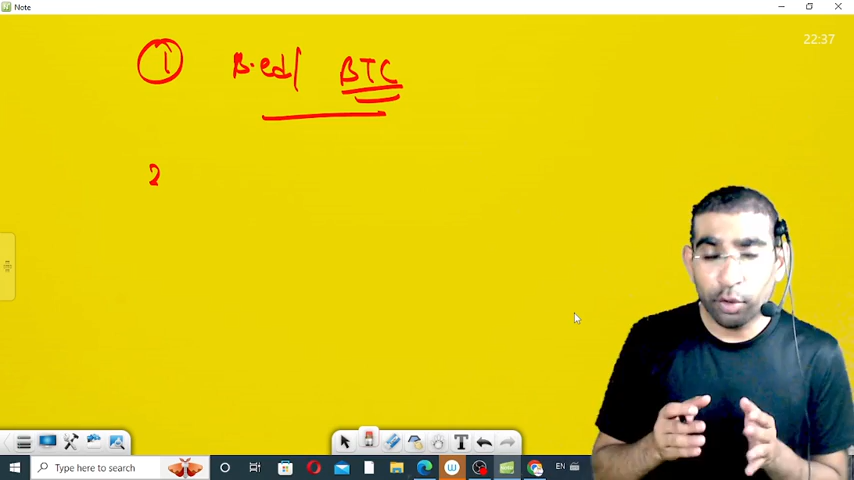 Note
22:37
① B.ed/ BTC
2
Type here to search
EN